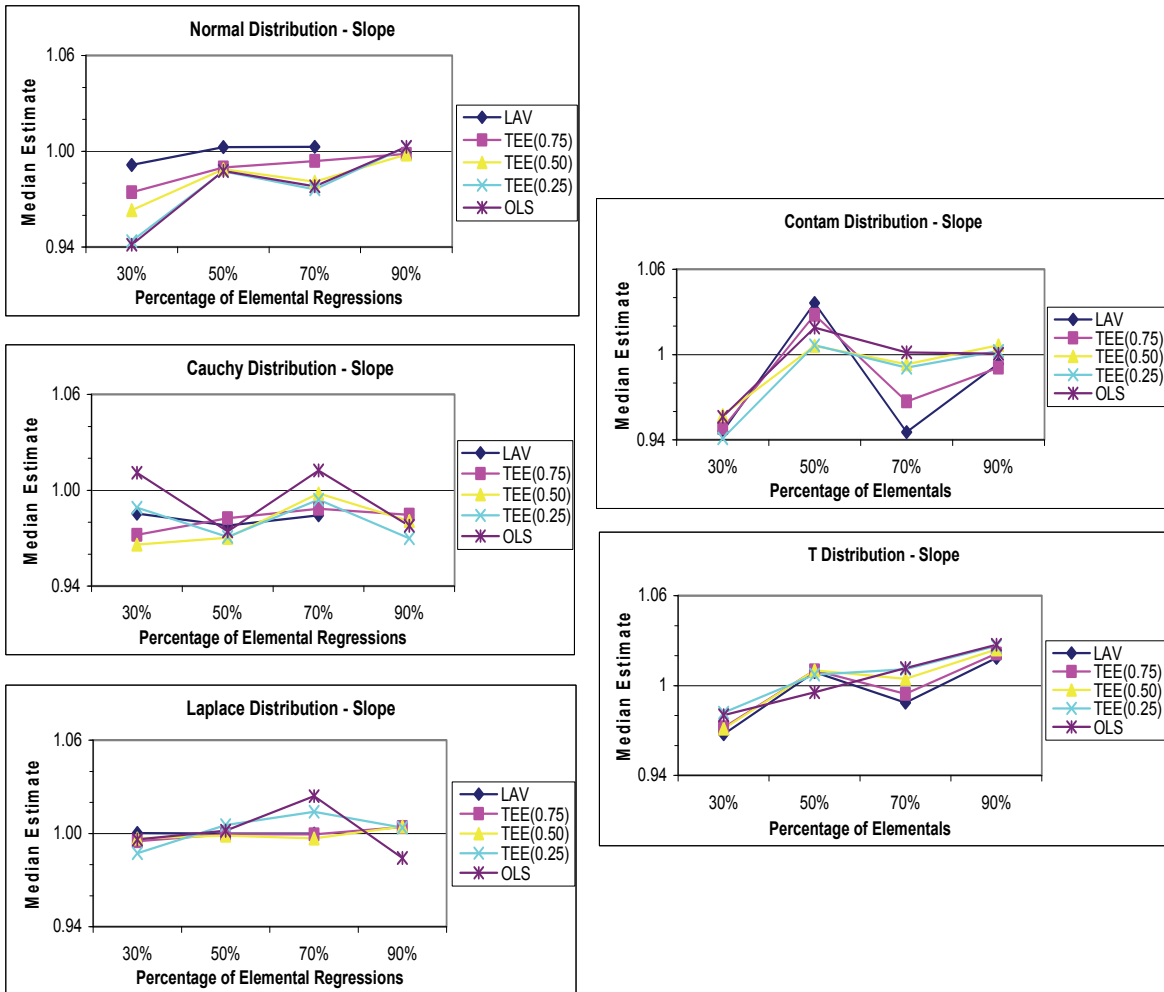 Normal Distribution - Slope
1.06
1.00
0.94
Median Estimate
30% 50% 70% 90%
Percentage of Elemental Regressions
LAV
TEE(0.75)
TEE(0.50)
TEE(0.25)
OLS
Cauchy Distribution - Slope
1.06
1.00
0.94
Median Estimate
30% 50% 70% 90%
Percentage of Elemental Regressions
LAV
TEE(0.75)
TEE(0.50)
TEE(0.25)
OLS
Laplace Distribution - Slope
1.06
1.00
0.94
Median Estimate
30% 50% 70% 90%
Percentage of Elemental Regressions
LAV
TEE(0.75)
TEE(0.50)
TEE(0.25)
OLS
Contam Distribution - Slope
1.06
1
0.94
Median Estimate
30% 50% 70% 90%
Percentage of Elementals
LAV
TEE(0.75)
TEE(0.50)
TEE(0.25)
OLS
T Distribution - Slope
1.06
1
0.94
Median Estimate
30% 50% 70% 90%
Percentage of Elementals
LAV
TEE(0.75)
TEE(0.50)
TEE(0.25)
OLS